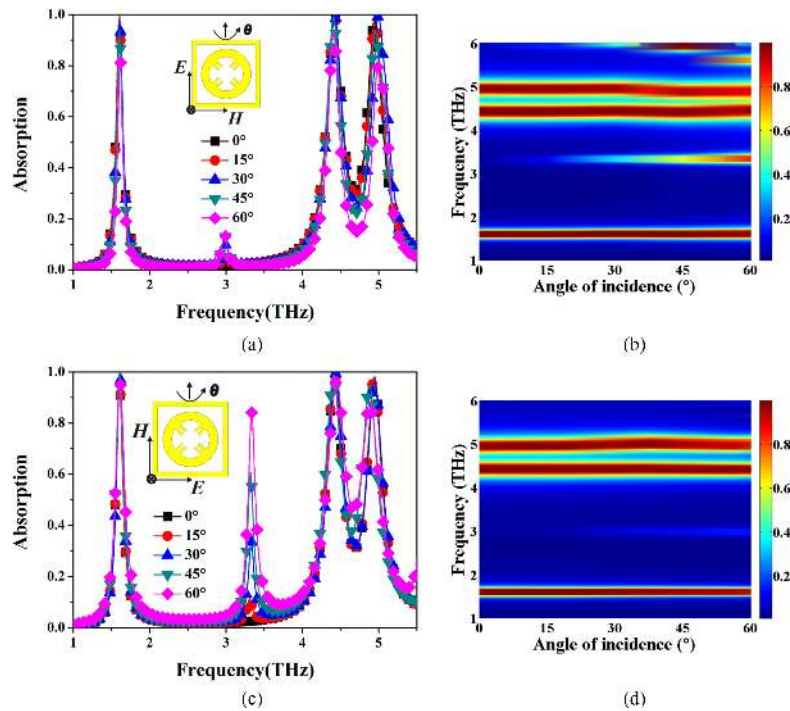 1.0
0.8
0.6
0.4
0.2
0.0
Absorption
θ
E
H
0°
15°
30°
45°
60°
1 2 3 4 5
Frequency(THz)
(a)
6
5
4
3
2
1
Frequency (THz)
0 15 30 45 60
Angle of incidence (°)
0.8
0.6
0.4
0.2
(b)
1.0
0.8
0.6
0.4
0.2
0.0
Absorption
θ
H
E
0°
15°
30°
45°
60°
1 2 3 4 5
Frequency(THz)
(c)
6
5
4
3
2
1
Frequency (THz)
0 15 30 45 60
Angle of incidence (°)
0.8
0.6
0.4
0.2
(d)